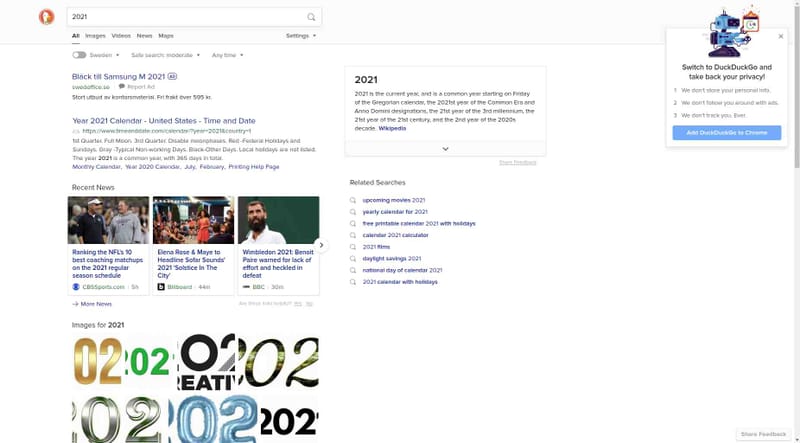 2021
All Images Videos News Maps Settings
Sweden Safe search: moderate Any time
Bläck till Samsung M 2021 Ad
swedoffice.se Report Ad
Stort utbud av kontorsmaterial. Fri frakt över 595 kr.
Year 2021 Calendar - United States - Time and Date
https://www.timeanddate.com/calendar/?year=2021&country=1
1st Quarter. Full Moon. 3rd Quarter. Disable moonphases. Red -Federal Holidays and
Sundays. Gray -Typical Non-working Days. Black-Other Days. Local holidays are not listed.
The year 2021 is a common year, with 365 days in total.
Monthly Calendar, Year 2020 Calendar, July, February, Printing Help Page
Recent News
Ranking the NFL's 10
best coaching matchups
on the 2021 regular
season schedule
CBSSports.com 5h
Elena Rose & Maye to
Headline Sofar Sounds'
2021 'Solstice In The
City'
Billboard 44m
Wimbledon 2021: Benoit
Paire warned for lack of
effort and heckled in
defeat
BBC 30m
More News
Are these links helpful? Yes No
Images for 2021
02
202
202
CREATIV
202
202
202
202
2021
2021 is the current year, and is a common year starting on Friday
of the Gregorian calendar, the 2021st year of the Common Era and
Anno Domini designations, the 21st year of the 3rd millennium, the
21st year of the 21st century, and the 2nd year of the 2020s
decade. Wikipedia
Share Feedback
Related Searches
upcoming movies 2021
yearly calendar for 2021
free printable calendar 2021 with holidays
calendar 2021 calculator
2021 films
daylight savings 2021
national day of calendar 2021
2021 calendar with holidays
Switch to DuckDuckGo and
take back your privacy!
1 We don't store your personal info.
2 We don't follow you around with ads.
3 We don't track you. Ever.
Add DuckDuckGo to Chrome
Share Feedback